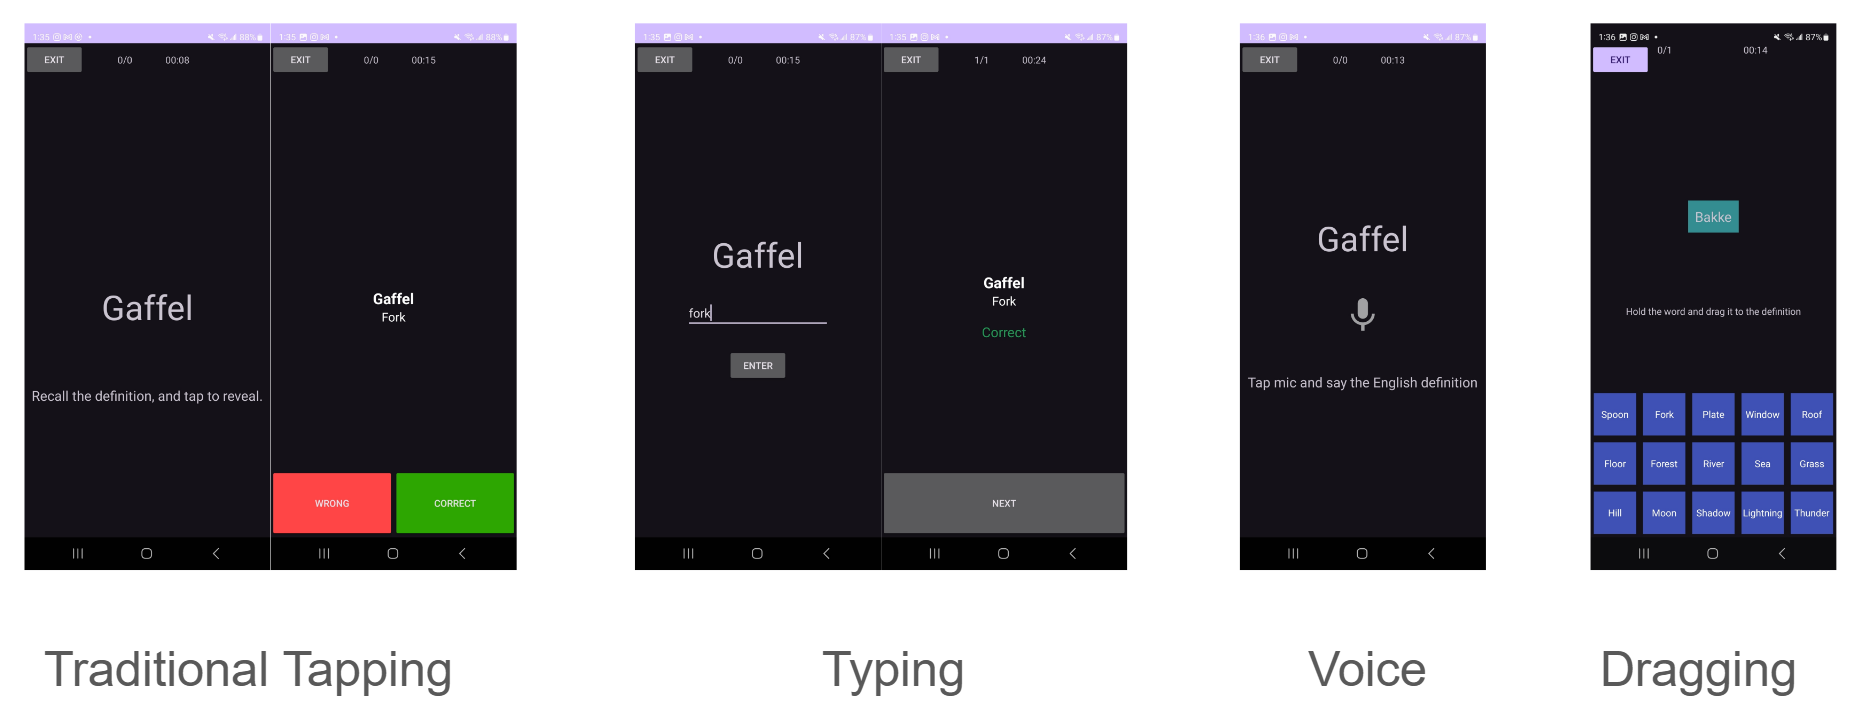 1:35 88%
EXIT 0/0 00:08
Gaffel
Recall the definition, and tap to reveal.
1:35 88%
EXIT 0/0 00:15
Gaffel
Fork
WRONG CORRECT
Traditional Tapping
1:35 87%
EXIT 0/0 00:15
Gaffel
fork
ENTER
1:35 87%
EXIT 1/1 00:24
Gaffel
Fork
Correct
NEXT
Typing
1:36 87%
EXIT 0/0 00:13
Gaffel
Tap mic and say the English definition
Voice
1:36 87%
EXIT 0/1 00:14
Bakke
Hold the word and drag it to the definition
Spoon Fork Plate Window Roof
Floor Forest River Sea Grass
Hill Moon Shadow Lightning Thunder
Dragging